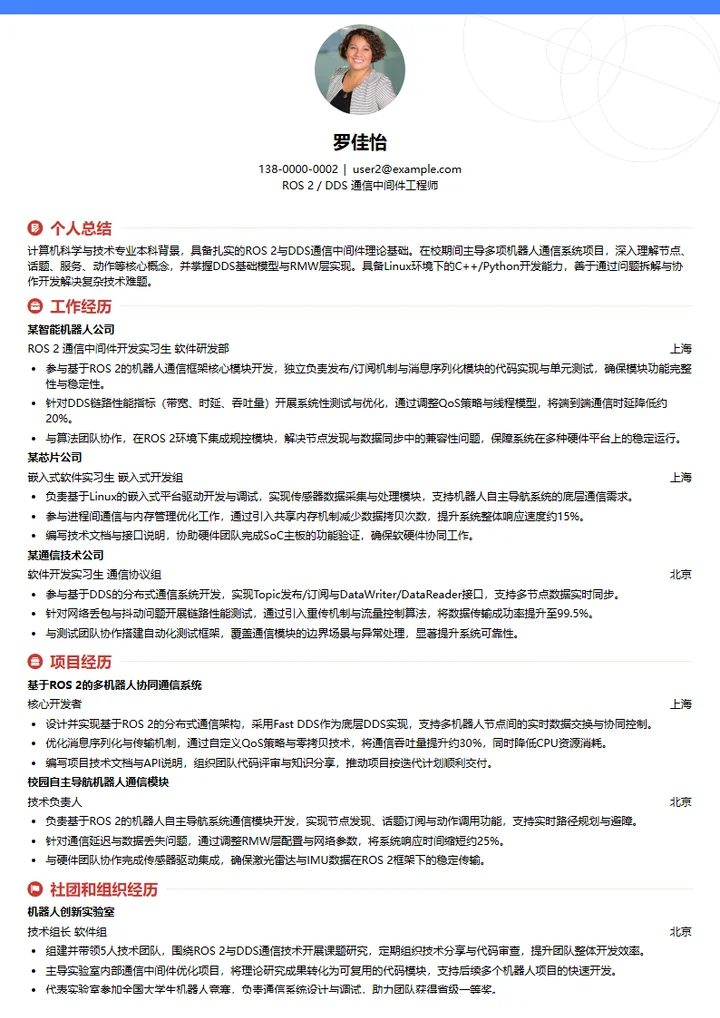 罗佳怡
138-0000-0002 | user2@example.com
ROS 2 / DDS 通信中间件工程师
个人总结
计算机科学与技术专业本科背景，具备扎实的ROS 2与DDS通信中间件理论基础。在校期间主导多项机器人通信系统项目，深入理解节点、
话题、服务、动作等核心概念，并掌握DDS基础模型与RMW层实现。具备Linux环境下的C++/Python开发能力，善于通过问题拆解与协
作开发解决复杂技术难题。
工作经历
某智能机器人公司
ROS 2 通信中间件开发实习生 软件研发部 上海
• 参与基于ROS 2的机器人通信框架核心模块开发，独立负责发布/订阅机制与消息序列化模块的代码实现与单元测试，确保模块功能完整
性与稳定性。
• 针对DDS链路性能指标（带宽、时延、吞吐量）开展系统性测试与优化，通过调整QoS策略与线程模型，将端到端通信时延降低约
20%。
• 与算法团队协作，在ROS 2环境下集成规控模块，解决节点发现与数据同步中的兼容性问题，保障系统在多种硬件平台上的稳定运行。
某芯片公司
嵌入式软件实习生 嵌入式开发组 上海
• 负责基于Linux的嵌入式平台驱动开发与调试，实现传感器数据采集与处理模块，支持机器人自主导航系统的底层通信需求。
• 参与进程间通信与内存管理优化工作，通过引入共享内存机制减少数据拷贝次数，提升系统整体响应速度约15%。
• 编写技术文档与接口说明，协助硬件团队完成SoC主板的功能验证，确保软硬件协同工作。
某通信技术公司
软件开发实习生 通信协议组 北京
• 参与基于DDS的分布式通信系统开发，实现Topic发布/订阅与DataWriter/DataReader接口，支持多节点数据实时同步。
• 针对网络丢包与抖动问题开展链路性能测试，通过引入重传机制与流量控制算法，将数据传输成功率提升至99.5%。
• 与测试团队协作搭建自动化测试框架，覆盖通信模块的边界场景与异常处理，显著提升系统可靠性。
项目经历
基于ROS 2的多机器人协同通信系统
核心开发者 上海
• 设计并实现基于ROS 2的分布式通信架构，采用Fast DDS作为底层DDS实现，支持多机器人节点间的实时数据交换与协同控制。
• 优化消息序列化与传输机制，通过自定义QoS策略与零拷贝技术，将通信吞吐量提升约30%，同时降低CPU资源消耗。
• 编写项目技术文档与API说明，组织团队代码评审与知识分享，推动项目按迭代计划顺利交付。
校园自主导航机器人通信模块
技术负责人 北京
• 负责基于ROS 2的机器人自主导航系统通信模块开发，实现节点发现、话题订阅与动作调用功能，支持实时路径规划与避障。
• 针对通信延迟与数据丢失问题，通过调整RMW层配置与网络参数，将系统响应时间缩短约25%。
• 与硬件团队协作完成传感器驱动集成，确保激光雷达与IMU数据在ROS 2框架下的稳定传输。
社团和组织经历
机器人创新实验室
技术组长 软件组 北京
• 组建并带领5人技术团队，围绕ROS 2与DDS通信技术开展课题研究，定期组织技术分享与代码审查，提升团队整体开发效率。
• 主导实验室内部通信中间件优化项目，将理论研究成果转化为可复用的代码模块，支持后续多个机器人项目的快速开发。
• 代表实验室参加全国大学生机器人竞赛，负责通信系统设计与调试，助力团队获得省级一等奖。